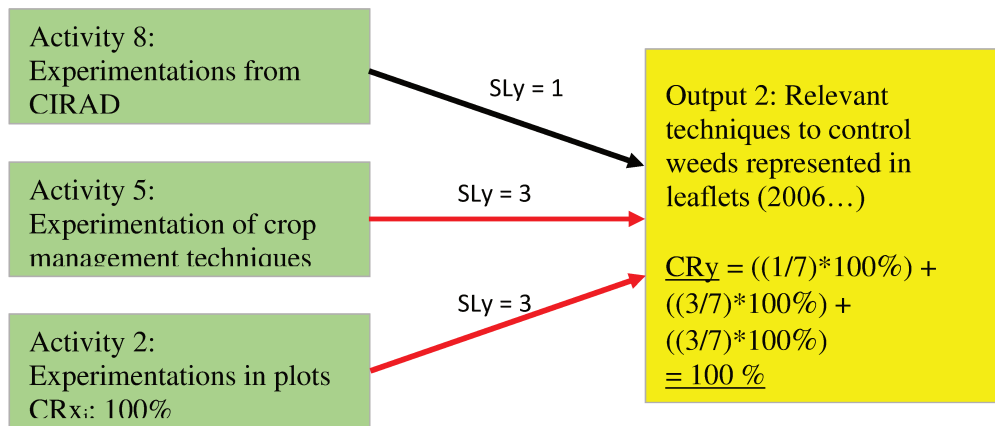 Activity 8:
Experimentations from
CIRAD
SLy = 1
Activity 5:
Experimentation of crop
management techniques
SLy = 3
Activity 2:
Experimentations in plots
CRxᵢ: 100%
SLy = 3
Output 2: Relevant
techniques to control
weeds represented in
leaflets (2006…)
CRy = ((1/7)*100%) +
((3/7)*100%) +
((3/7)*100%)
= 100 %